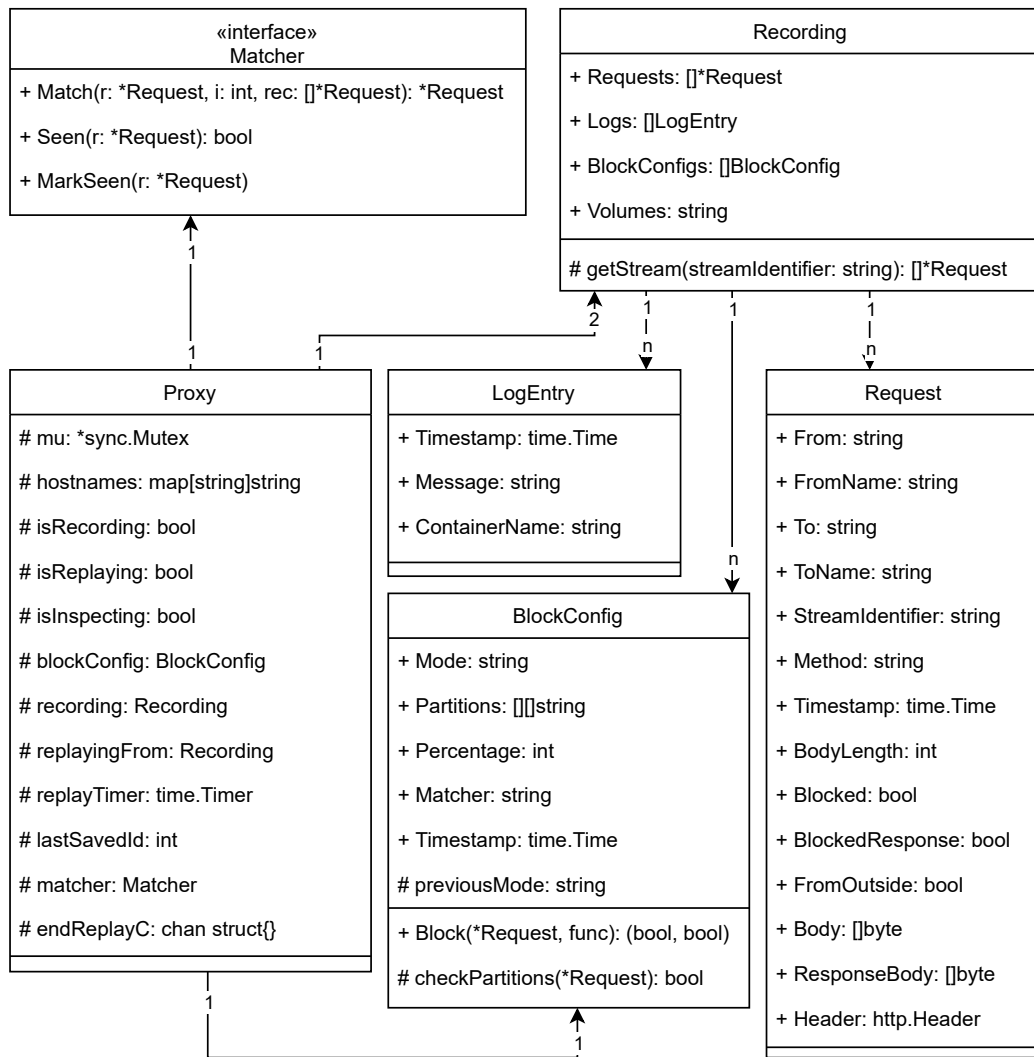 «interface»
Matcher
+ Match(r: *Request, i: int, rec: []*Request): *Request
+ Seen(r: *Request): bool
+ MarkSeen(r: *Request)
Recording
+ Requests: []*Request
+ Logs: []LogEntry
+ BlockConfigs: []BlockConfig
+ Volumes: string
# getStream(streamIdentifier: string): []*Request
1
1
1
2
1
n
1
n
1
n
Proxy
# mu: *sync.Mutex
# hostnames: map[string]string
# isRecording: bool
# isReplaying: bool
# isInspecting: bool
# blockConfig: BlockConfig
# recording: Recording
# replayingFrom: Recording
# replayTimer: time.Timer
# lastSavedId: int
# matcher: Matcher
# endReplayC: chan struct{}
LogEntry
+ Timestamp: time.Time
+ Message: string
+ ContainerName: string
BlockConfig
+ Mode: string
+ Partitions: [][]string
+ Percentage: int
+ Matcher: string
+ Timestamp: time.Time
# previousMode: string
+ Block(*Request, func): (bool, bool)
# checkPartitions(*Request): bool
Request
+ From: string
+ FromName: string
+ To: string
+ ToName: string
+ StreamIdentifier: string
+ Method: string
+ Timestamp: time.Time
+ BodyLength: int
+ Blocked: bool
+ BlockedResponse: bool
+ FromOutside: bool
+ Body: []byte
+ ResponseBody: []byte
+ Header: http.Header
1
1